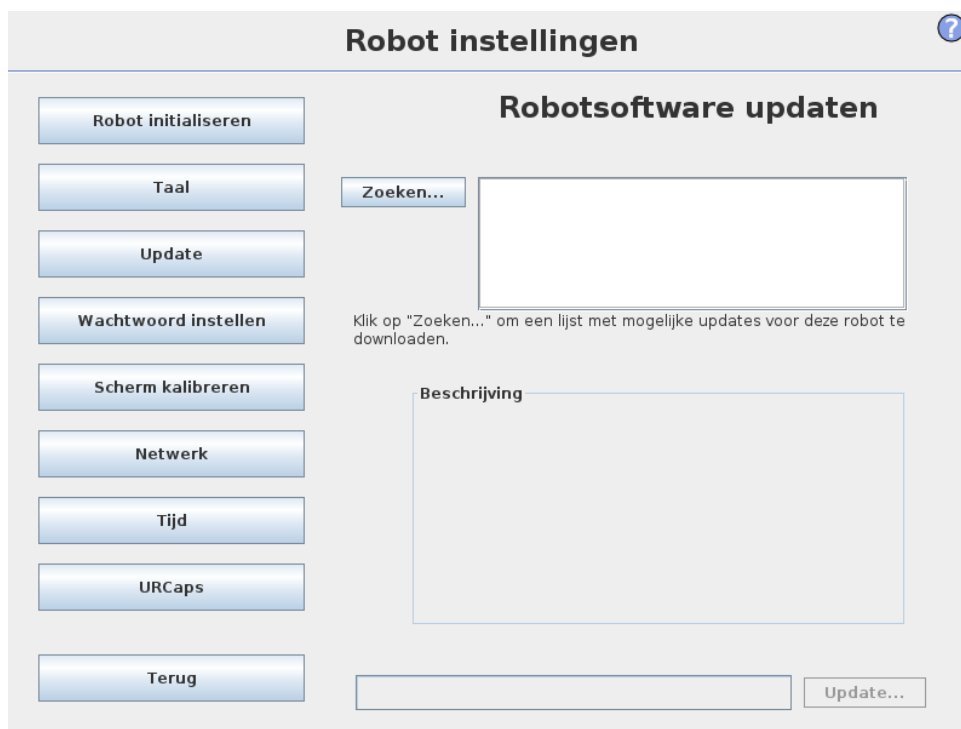 Robot instellingen
?
Robot initialiseren
Taal
Update
Wachtwoord instellen
Scherm kalibreren
Netwerk
Tijd
URCaps
Terug
Robotsoftware updaten
Zoeken...
Klik op "Zoeken..." om een lijst met mogelijke updates voor deze robot te
downloaden.
Beschrijving
Update...